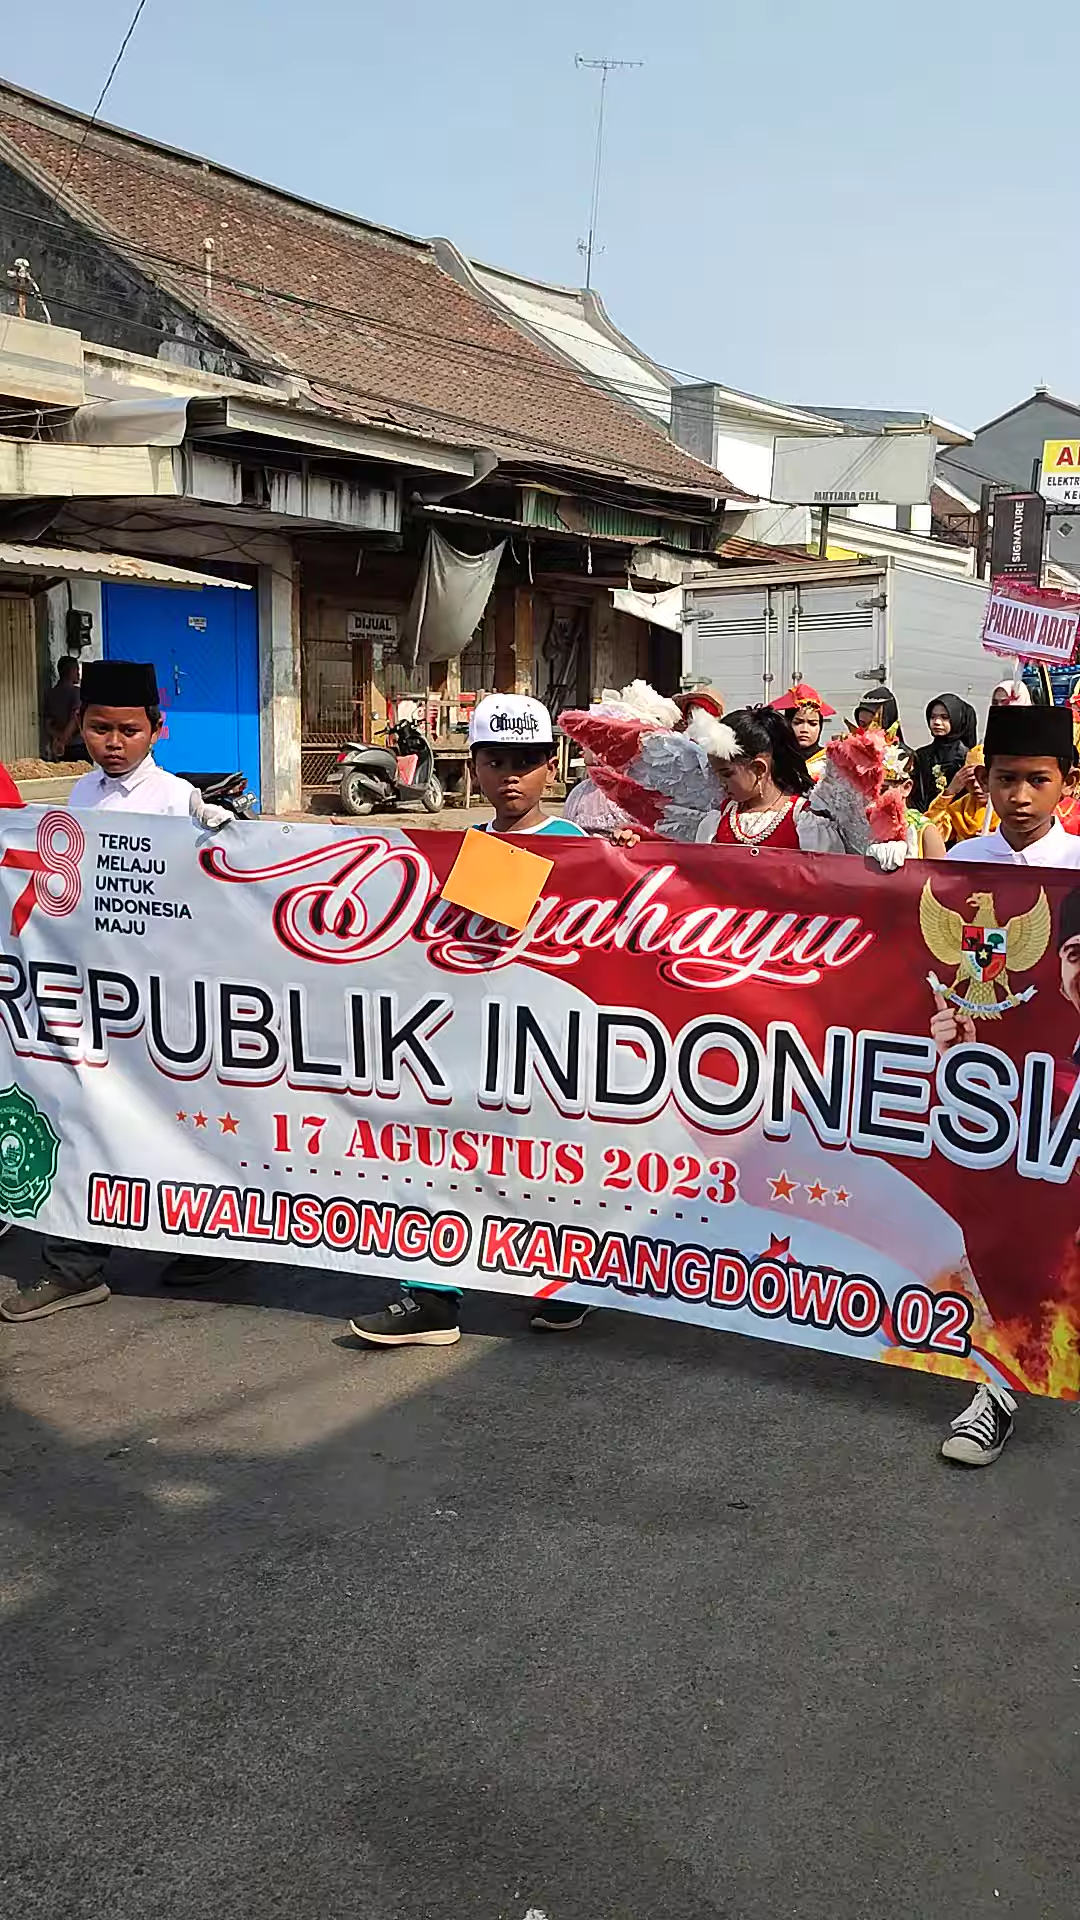 MUTIARA CELL
SIGNATURE
DIJUAL
PAKAIAN ADAT
78
TERUS
MELAJU
UNTUK
INDONESIA
MAJU
Dirgahayu
REPUBLIK INDONESIA
17 AGUSTUS 2023
MI WALISONGO KARANGDOWO 02